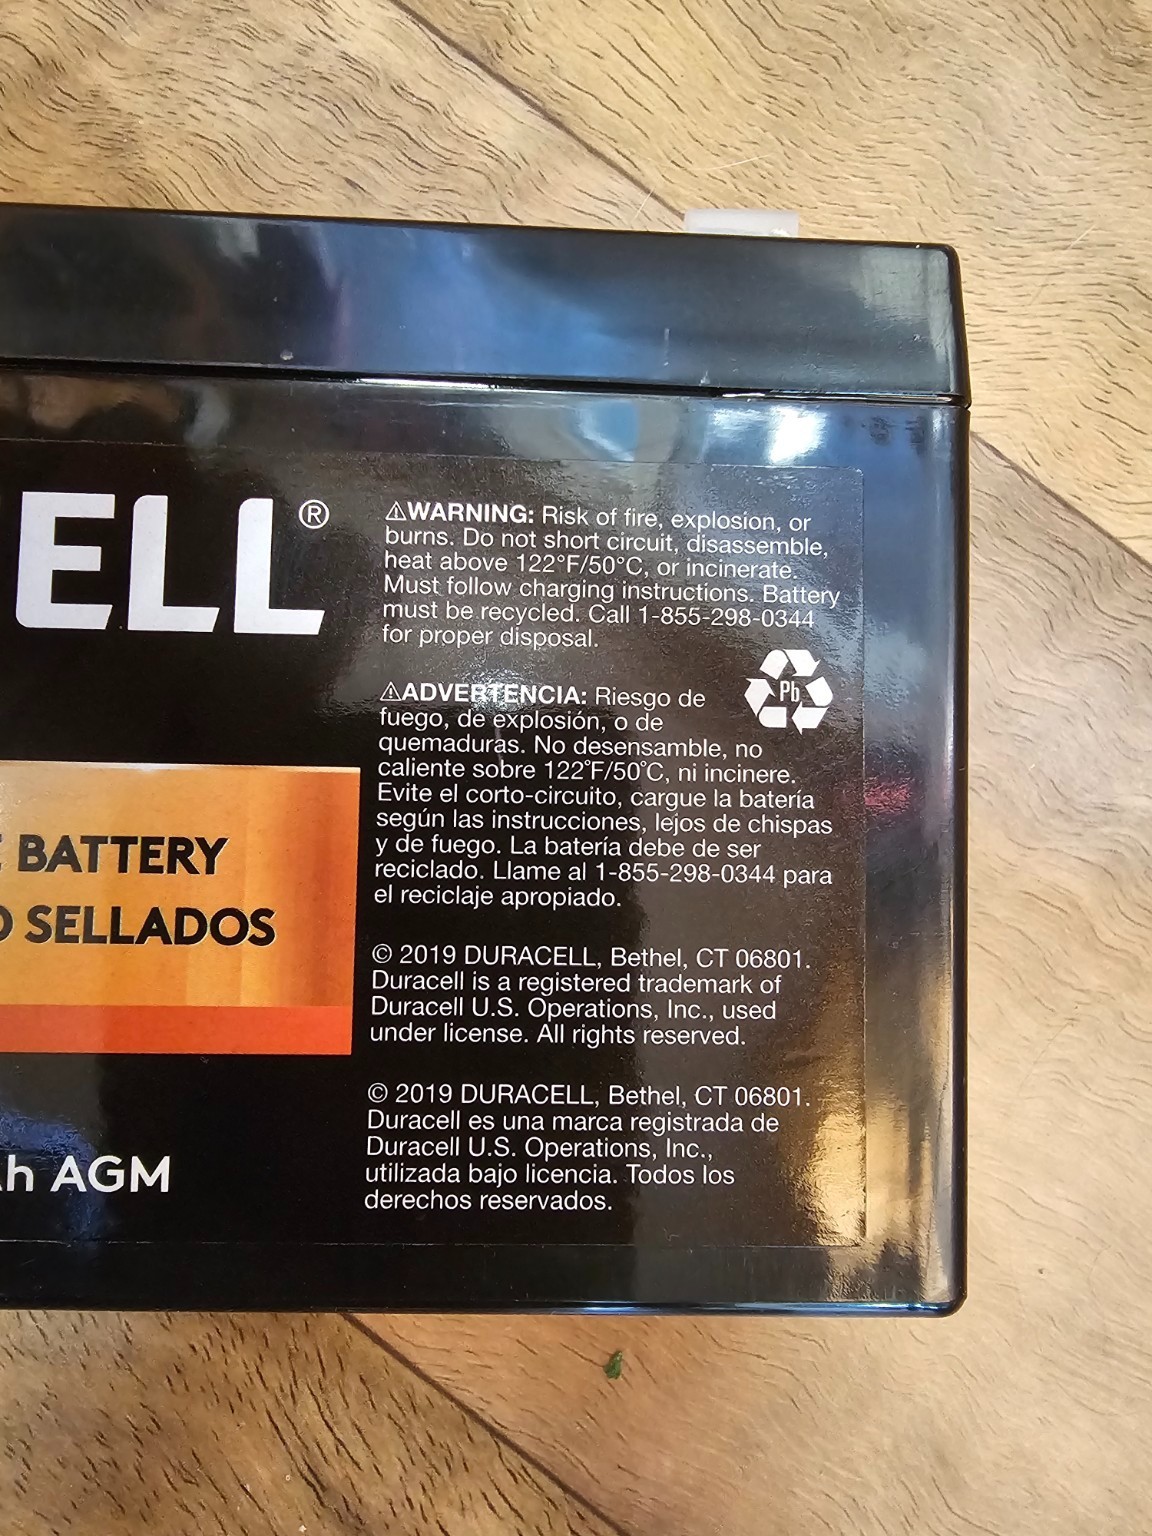 ELL®
BATTERY
SELLADOS
Ah AGM
⚠WARNING: Risk of fire, explosion, or
burns. Do not short circuit, disassemble,
heat above 122°F/50°C, or incinerate.
Must follow charging instructions. Battery
must be recycled. Call 1-855-298-0344
for proper disposal.
Pb
⚠ADVERTENCIA: Riesgo de
fuego, de explosión, o de
quemaduras. No desensamble, no
caliente sobre 122°F/50°C, ni incinere.
Evite el corto-circuito, cargue la batería
según las instrucciones, lejos de chispas
y de fuego. La batería debe de ser
reciclado. Llame al 1-855-298-0344 para
el reciclaje apropiado.
© 2019 DURACELL, Bethel, CT 06801.
Duracell is a registered trademark of
Duracell U.S. Operations, Inc., used
under license. All rights reserved.
© 2019 DURACELL, Bethel, CT 06801.
Duracell es una marca registrada de
Duracell U.S. Operations, Inc.,
utilizada bajo licencia. Todos los
derechos reservados.